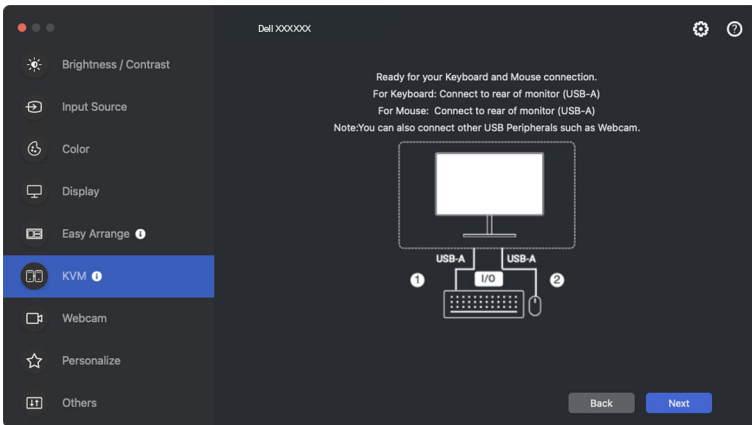 Dell XXXXXX
Brightness / Contrast
Input Source
Color
Display
Easy Arrange
KVM
Webcam
Personalize
Others
Ready for your Keyboard and Mouse connection.
For Keyboard: Connect to rear of monitor (USB-A)
For Mouse: Connect to rear of monitor (USB-A)
Note:You can also connect other USB Peripherals such as Webcam.
USB-A USB-A
1 I/O 2
Back Next